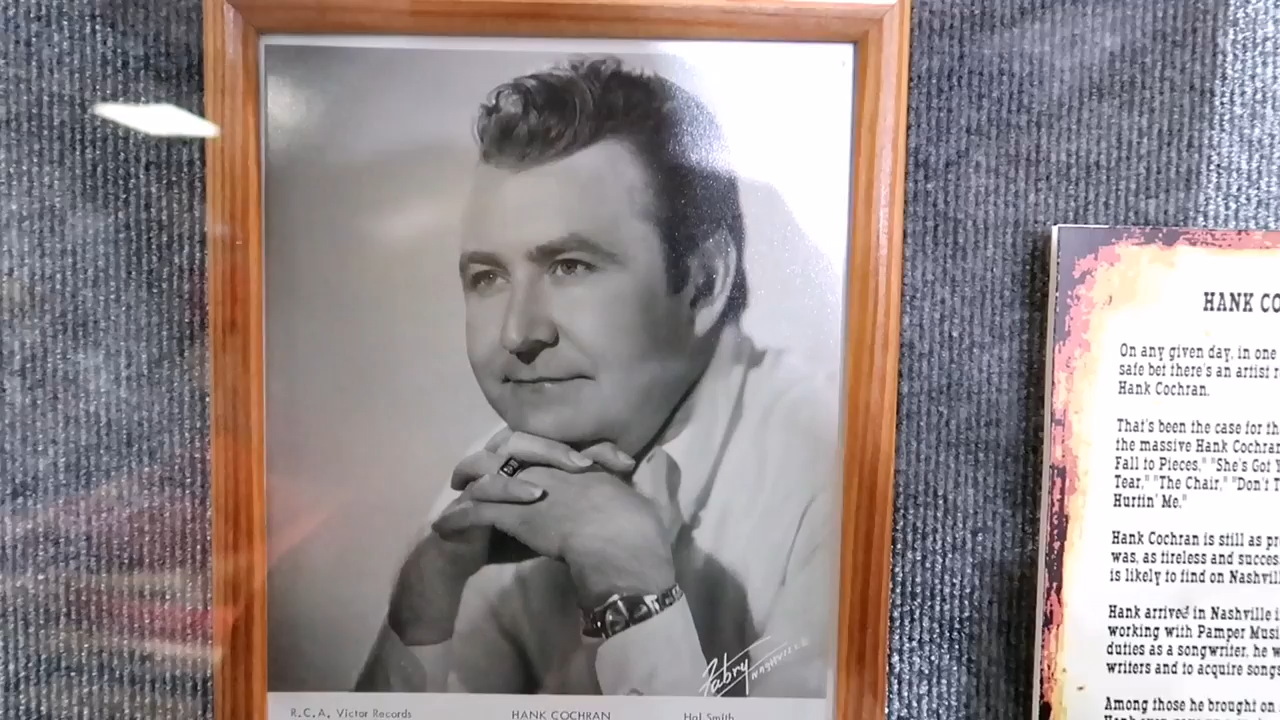 Fabry
NASHVILLE
R.C.A. Victor Records HANK COCHRAN Hal Smith
HANK CO
On any given day, in one
safe bet there's an artist r
Hank Cochran.
That's been the case for th
the massive Hank Cochran
Fall to Pieces," "She's Got Y
Tear," "The Chair," "Don't T
Hurtin' Me."
Hank Cochran is still as pr
was, as tireless and succes
is likely to find on Nashvil
Hank arrived in Nashville i
working with Pamper Musi
duties as a songwriter, he w
writers and to acquire songs
Among those he brought on